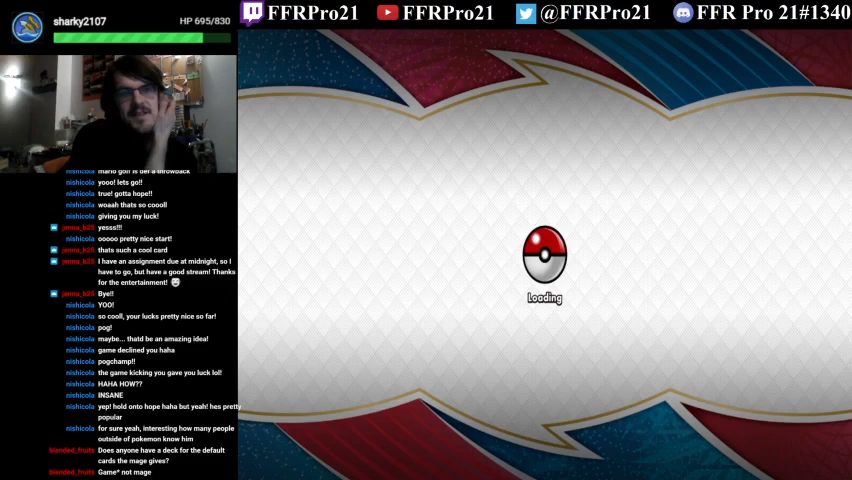 sharky2107 HP 695/830
FFRPro21 FFRPro21 @FFRPro21 FFR Pro 21#1340
nishicola mario golf is def a throwback
nishicola yooo! lets go!!
nishicola true! gotta hope!!
nishicola woaah thats so coooll
nishicola giving you my luck!
jenna_b25 yesss!!!
nishicola ooooo pretty nice start!
jenna_b25 thats such a cool card
jenna_b25 I have an assignment due at midnight, so I
have to go, but have a good stream! Thanks
for the entertainment!
jenna_b25 Bye!!
nishicola YOO!
nishicola so cooll, your lucks pretty nice so far!
nishicola pog!
nishicola maybe... thatd be an amazing idea!
nishicola game declined you haha
nishicola pogchamp!!
nishicola the game kicking you gave you luck lol!
nishicola HAHA HOW??
nishicola INSANE
nishicola yep! hold onto hope haha but yeah! hes pretty
popular
nishicola for sure yeah, interesting how many people
outside of pokemon know him
blended_fruits Does anyone have a deck for the default
cards the mage gives?
blended_fruits Game* not mage
Loading